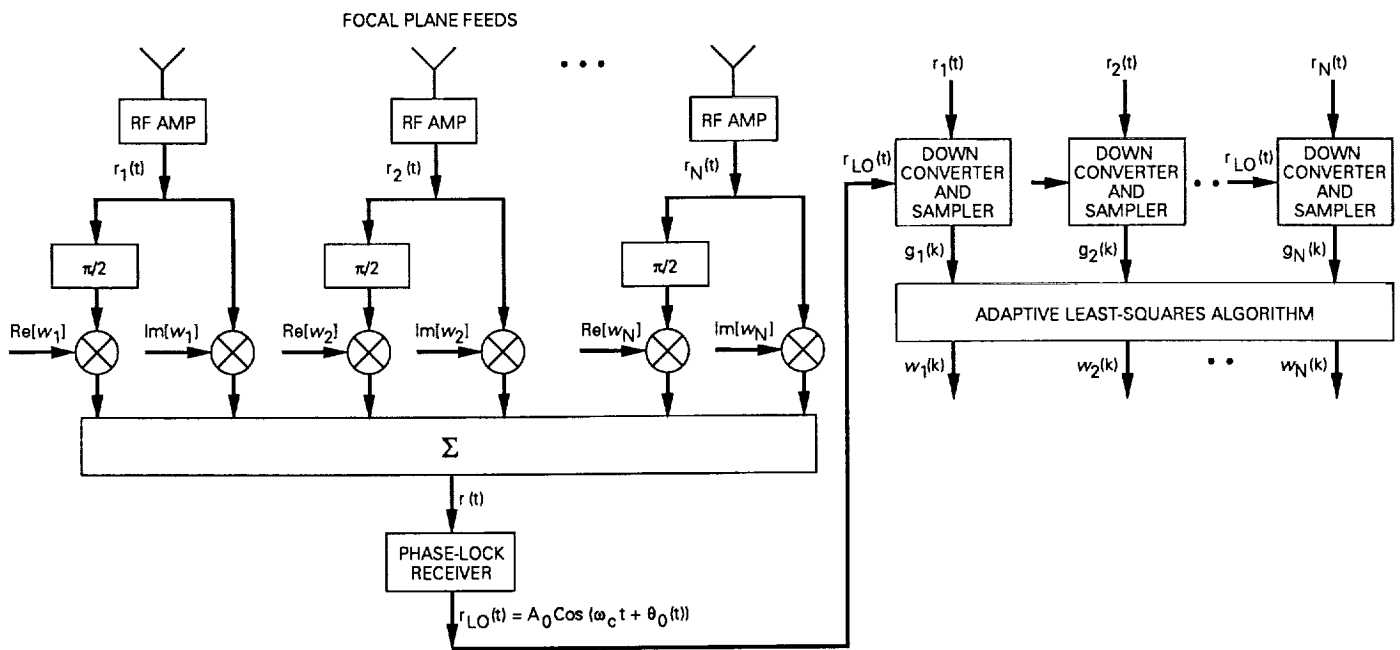 FOCAL PLANE FEEDS
• • •
RF AMP
RF AMP
RF AMP
r1(t)
r2(t)
rN(t)
π/2
π/2
π/2
Re[w1]
Im[w1]
Re[w2]
Im[w2]
Re[wN]
Im[wN]
Σ
r(t)
PHASE-LOCK
RECEIVER
rLO(t) = A0 Cos (ωc t + θ0(t))
r1(t)
r2(t)
rN(t)
rLO(t)
DOWN
CONVERTER
AND
SAMPLER
DOWN
CONVERTER
AND
SAMPLER
• •
rLO(t)
DOWN
CONVERTER
AND
SAMPLER
g1(k)
g2(k)
gN(k)
ADAPTIVE LEAST-SQUARES ALGORITHM
w1(k)
w2(k)
• •
wN(k)